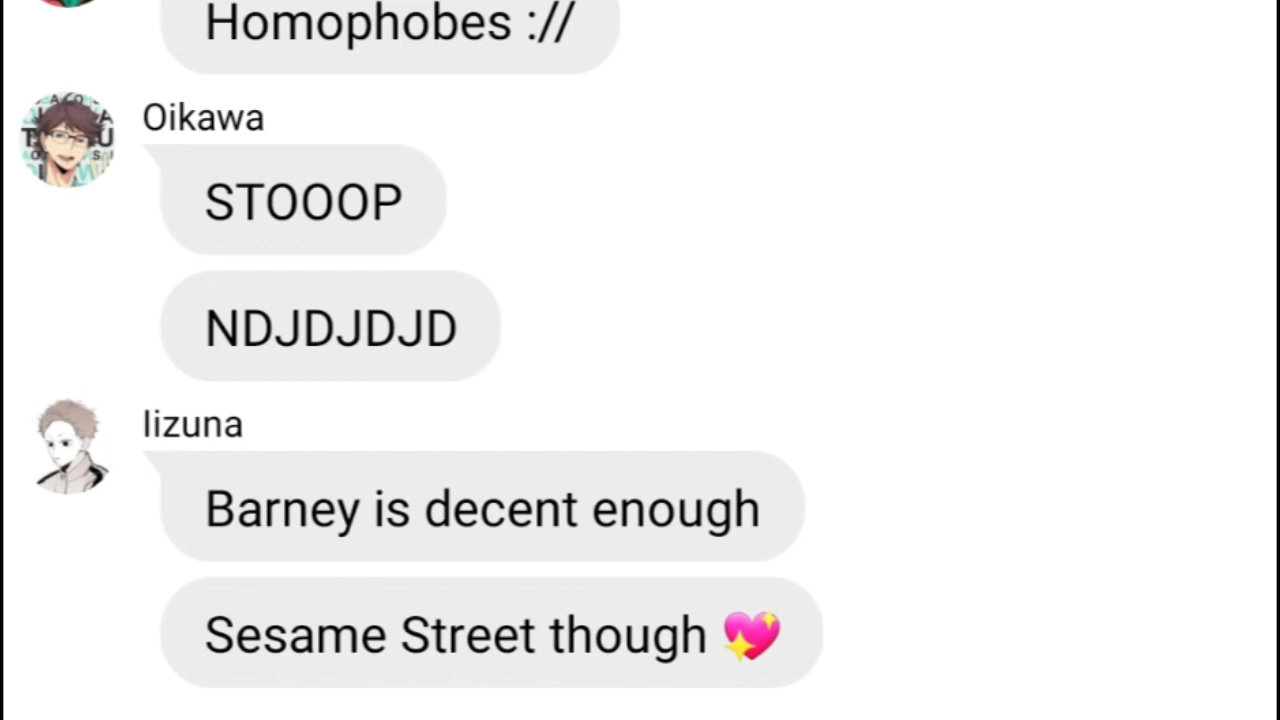 Homophobes ://
Oikawa
STOOOP
NDJDJDJD
Iizuna
Barney is decent enough
Sesame Street though 💖